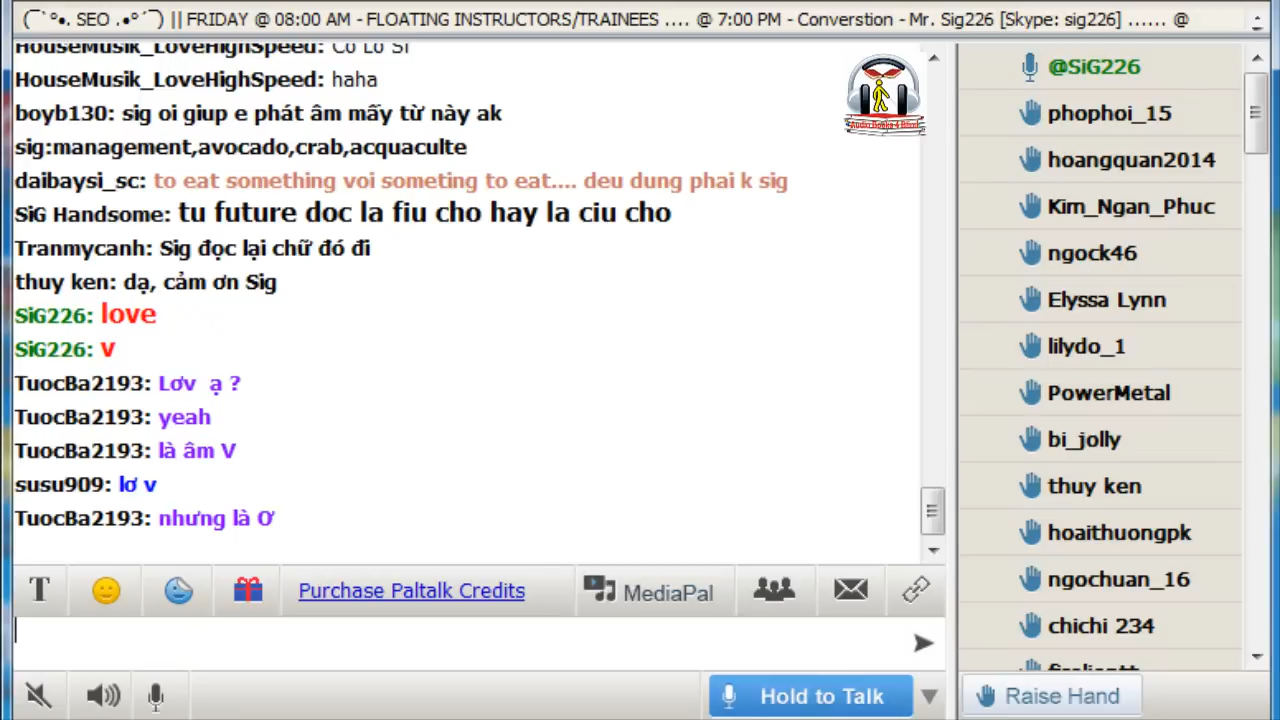 (¯`°•. SEO .•°´¯) || FRIDAY @ 08:00 AM - FLOATING INSTRUCTORS/TRAINEES .... @ 7:00 PM - Converstion - Mr. Sig226 [Skype: sig226] ...... @
HouseMusik_LoveHighSpeed: Co Lo Si
HouseMusik_LoveHighSpeed: haha
boyb130: sig oi giup e phát âm mấy từ này ak
sig:management,avocado,crab,acquaculte
daibaysi_sc: to eat something voi someting to eat.... deu dung phai k sig
SiG Handsome: tu future doc la fiu cho hay la ciu cho
Tranmycanh: Sig đọc lại chữ đó đi
thuy ken: dạ, cảm ơn Sig
SiG226: love
SiG226: V
TuocBa2193: Lơv ạ ?
TuocBa2193: yeah
TuocBa2193: là âm V
susu909: lơ v
TuocBa2193: nhưng là Ơ
T
Purchase Paltalk Credits
MediaPal
Hold to Talk
@SiG226
phophoi_15
hoangquan2014
Kim_Ngan_Phuc
ngock46
Elyssa Lynn
lilydo_1
PowerMetal
bi_jolly
thuy ken
hoaithuongpk
ngochuan_16
chichi 234
Raise Hand